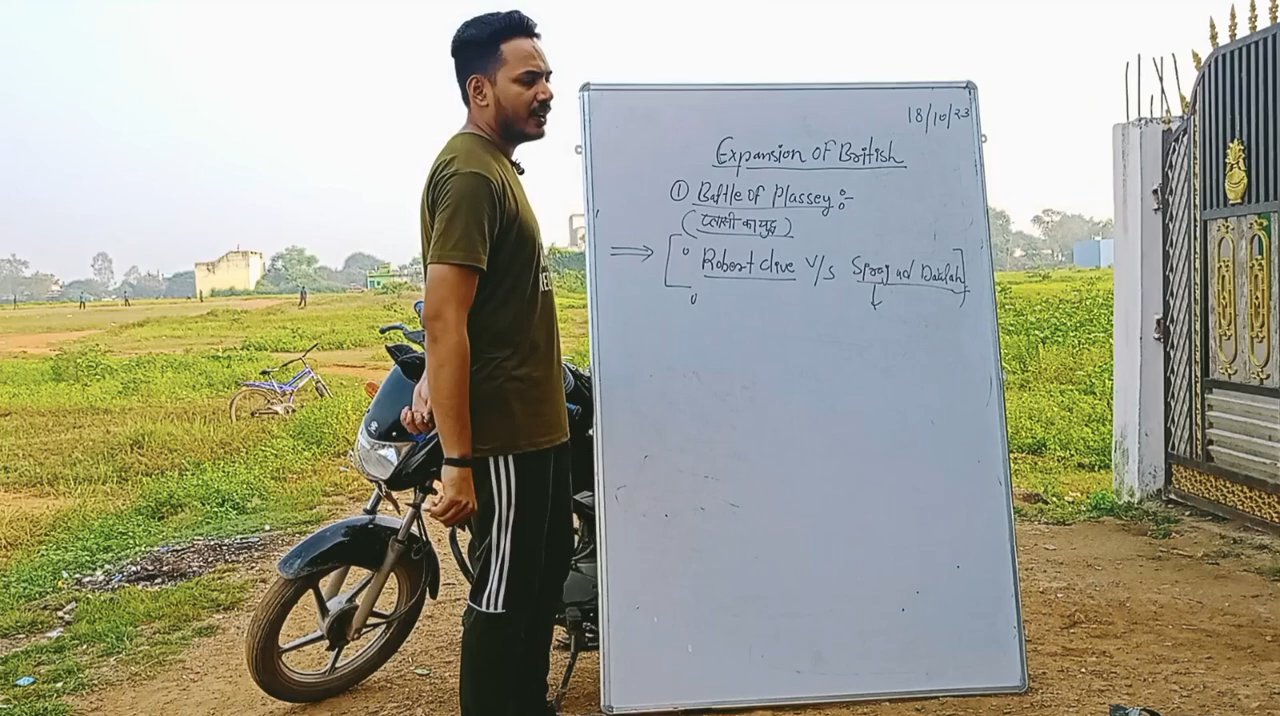 18/10/23
Expansion of British
① Battle of Plassey :-
(प्लासी का युद्ध)
⇒ [ Robert Clive V/s Siraj ud Daulah ]